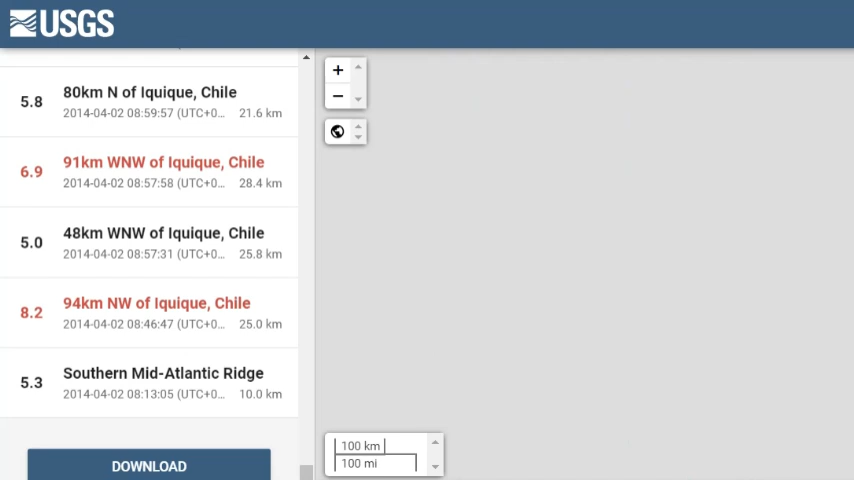 USGS
5.8
80km N of Iquique, Chile
2014-04-02 08:59:57 (UTC+0... 21.6 km
6.9
91km WNW of Iquique, Chile
2014-04-02 08:57:58 (UTC+0... 28.4 km
5.0
48km WNW of Iquique, Chile
2014-04-02 08:57:31 (UTC+0... 25.8 km
8.2
94km NW of Iquique, Chile
2014-04-02 08:46:47 (UTC+0... 25.0 km
5.3
Southern Mid-Atlantic Ridge
2014-04-02 08:13:05 (UTC+0... 10.0 km
DOWNLOAD
+
−
100 km
100 mi